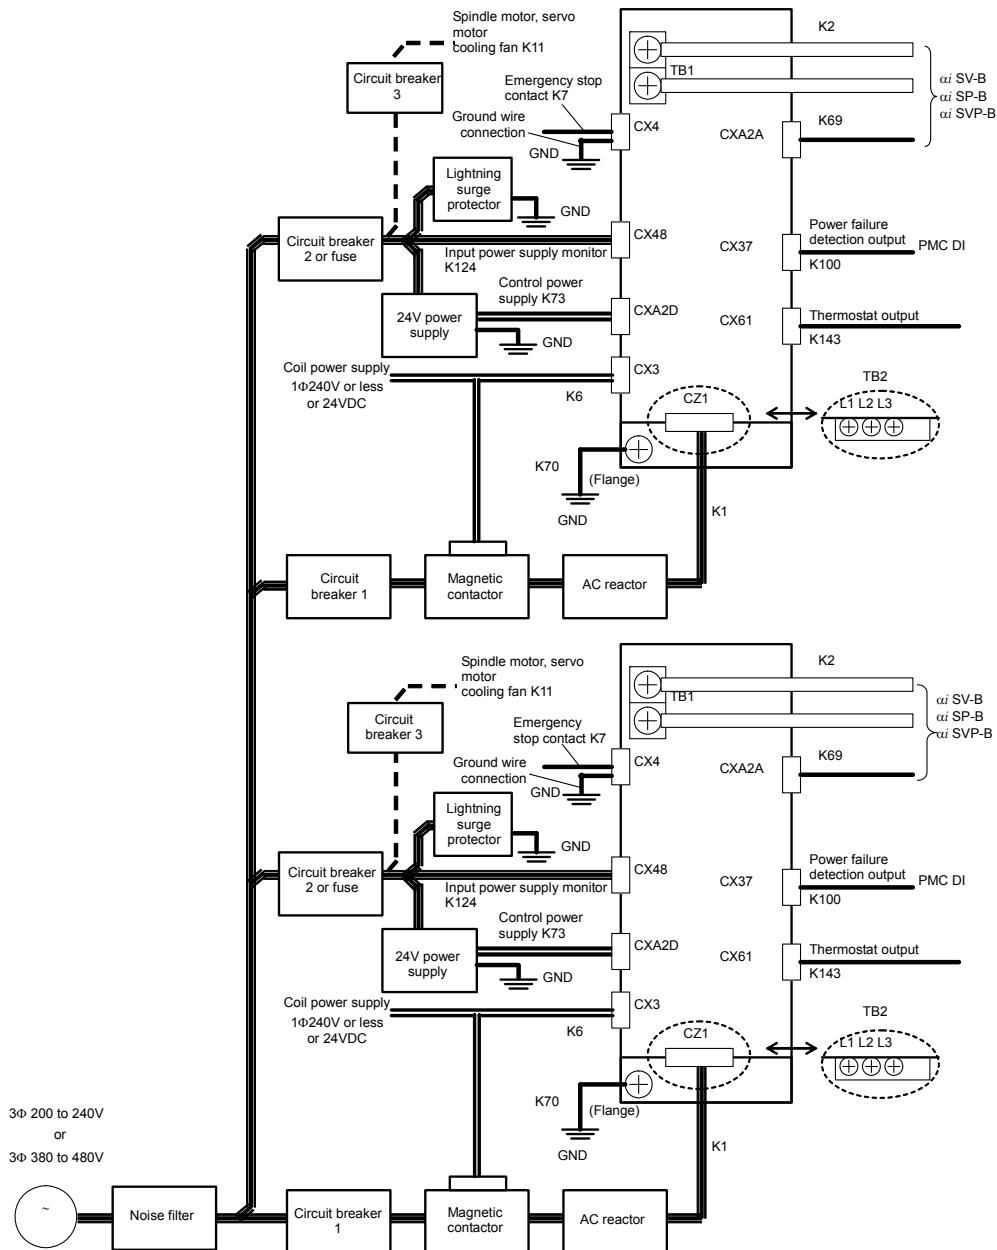 Spindle motor, servo
motor
cooling fan K11
Circuit breaker
3
K2
TB1
αi SV-B
αi SP-B
αi SVP-B
Emergency stop
contact K7
Ground wire
connection
GND
CX4
CXA2A
K69
Lightning
surge
protector
GND
Circuit breaker
2 or fuse
CX48
Input power supply monitor
K124
CX37
Power failure
detection output
PMC DI
K100
Control power
supply K73
24V power
supply
CXA2D
GND
CX61
Thermostat output
K143
Coil power supply
1Φ240V or less
or 24VDC
CX3
K6
CZ1
TB2
L1 L2 L3
K70
(Flange)
GND
K1
Circuit
breaker 1
Magnetic
contactor
AC reactor
Spindle motor, servo
motor
cooling fan K11
Circuit
breaker 3
K2
TB1
αi SV-B
αi SP-B
αi SVP-B
Emergency
stop contact K7
Ground wire
connection
GND
CX4
CXA2A
K69
Lightning
surge
protector
GND
Circuit breaker
2 or fuse
CX48
Input power supply monitor
K124
CX37
Power failure
detection output
PMC DI
K100
Control power
supply K73
24V power
supply
CXA2D
GND
CX61
Thermostat output
K143
Coil power supply
1Φ240V or less
or 24VDC
CX3
K6
CZ1
TB2
L1 L2 L3
K70
(Flange)
GND
K1
3Φ 200 to 240V
or
3Φ 380 to 480V
~
Noise filter
Circuit breaker
1
Magnetic
contactor
AC reactor